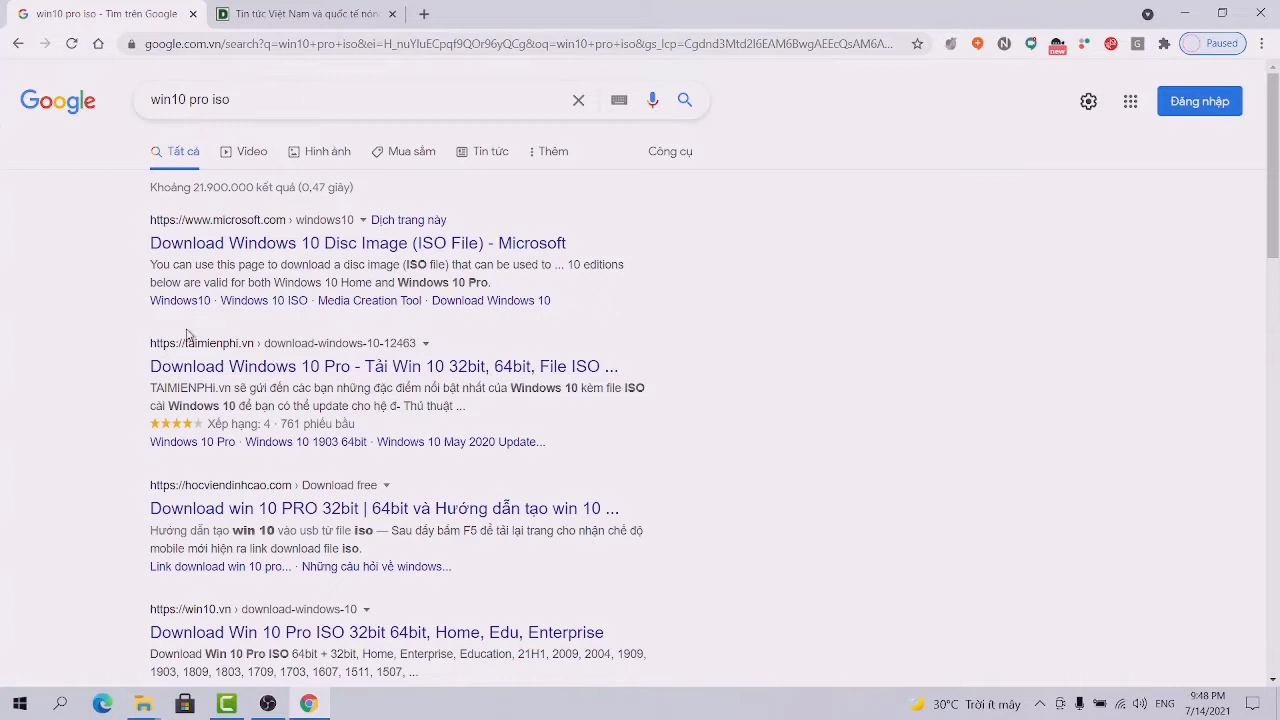 win10 pro iso - Tìm trên Google
Tin tức Việt Nam và quốc tế nón
google.com.vn/search?q=win10+pro+iso&
Paused
new
Google
win10 pro iso
Đăng nhập
Tất cả
Video
Hình ảnh
Mua sắm
Tin tức
Thêm
Công cụ
Khoảng 21.900.000 kết quả (0,47 giây)
https://www.microsoft.com › windows10 Dịch trang này
Download Windows 10 Disc Image (ISO File) - Microsoft
You can use this page to download a disc image (ISO file) that can be used to ... 10 editions
below are valid for both Windows 10 Home and Windows 10 Pro.
Windows10 · Windows 10 ISO · Media Creation Tool · Download Windows 10
https://taimienphi.vn › download-windows-10-12463
Download Windows 10 Pro - Tải Win 10 32bit, 64bit, File ISO ...
TAIMIENPHI.vn sẽ gửi đến các bạn những đặc điểm nổi bật nhất của Windows 10 kèm file ISO
cài Windows 10 để bạn có thể update cho hệ đ- Thủ thuật ...
Xếp hạng: 4 · 761 phiếu bầu
Windows 10 Pro · Windows 10 1903 64bit · Windows 10 May 2020 Update...
https://hocviendinhcao.com › Download free
Download win 10 PRO 32bit | 64bit và Hướng dẫn tạo win 10 ...
Hướng dẫn tạo win 10 vào usb từ file iso — Sau đấy bấm F5 để tải lại trang cho nhận chế độ
mobile mới hiện ra link download file iso.
Link download win 10 pro... · Những câu hỏi về windows...
https://win10.vn › download-windows-10
Download Win 10 Pro ISO 32bit 64bit, Home, Edu, Enterprise
Download Win 10 Pro ISO 64bit + 32bit, Home, Enterprise, Education, 21H1, 2009, 2004, 1909,
1903, 1809, 1803, 1709, 1703, 1607, 1511, 1507, ...
30°C Trời ít mây
ENG
9:48 PM
7/14/2021